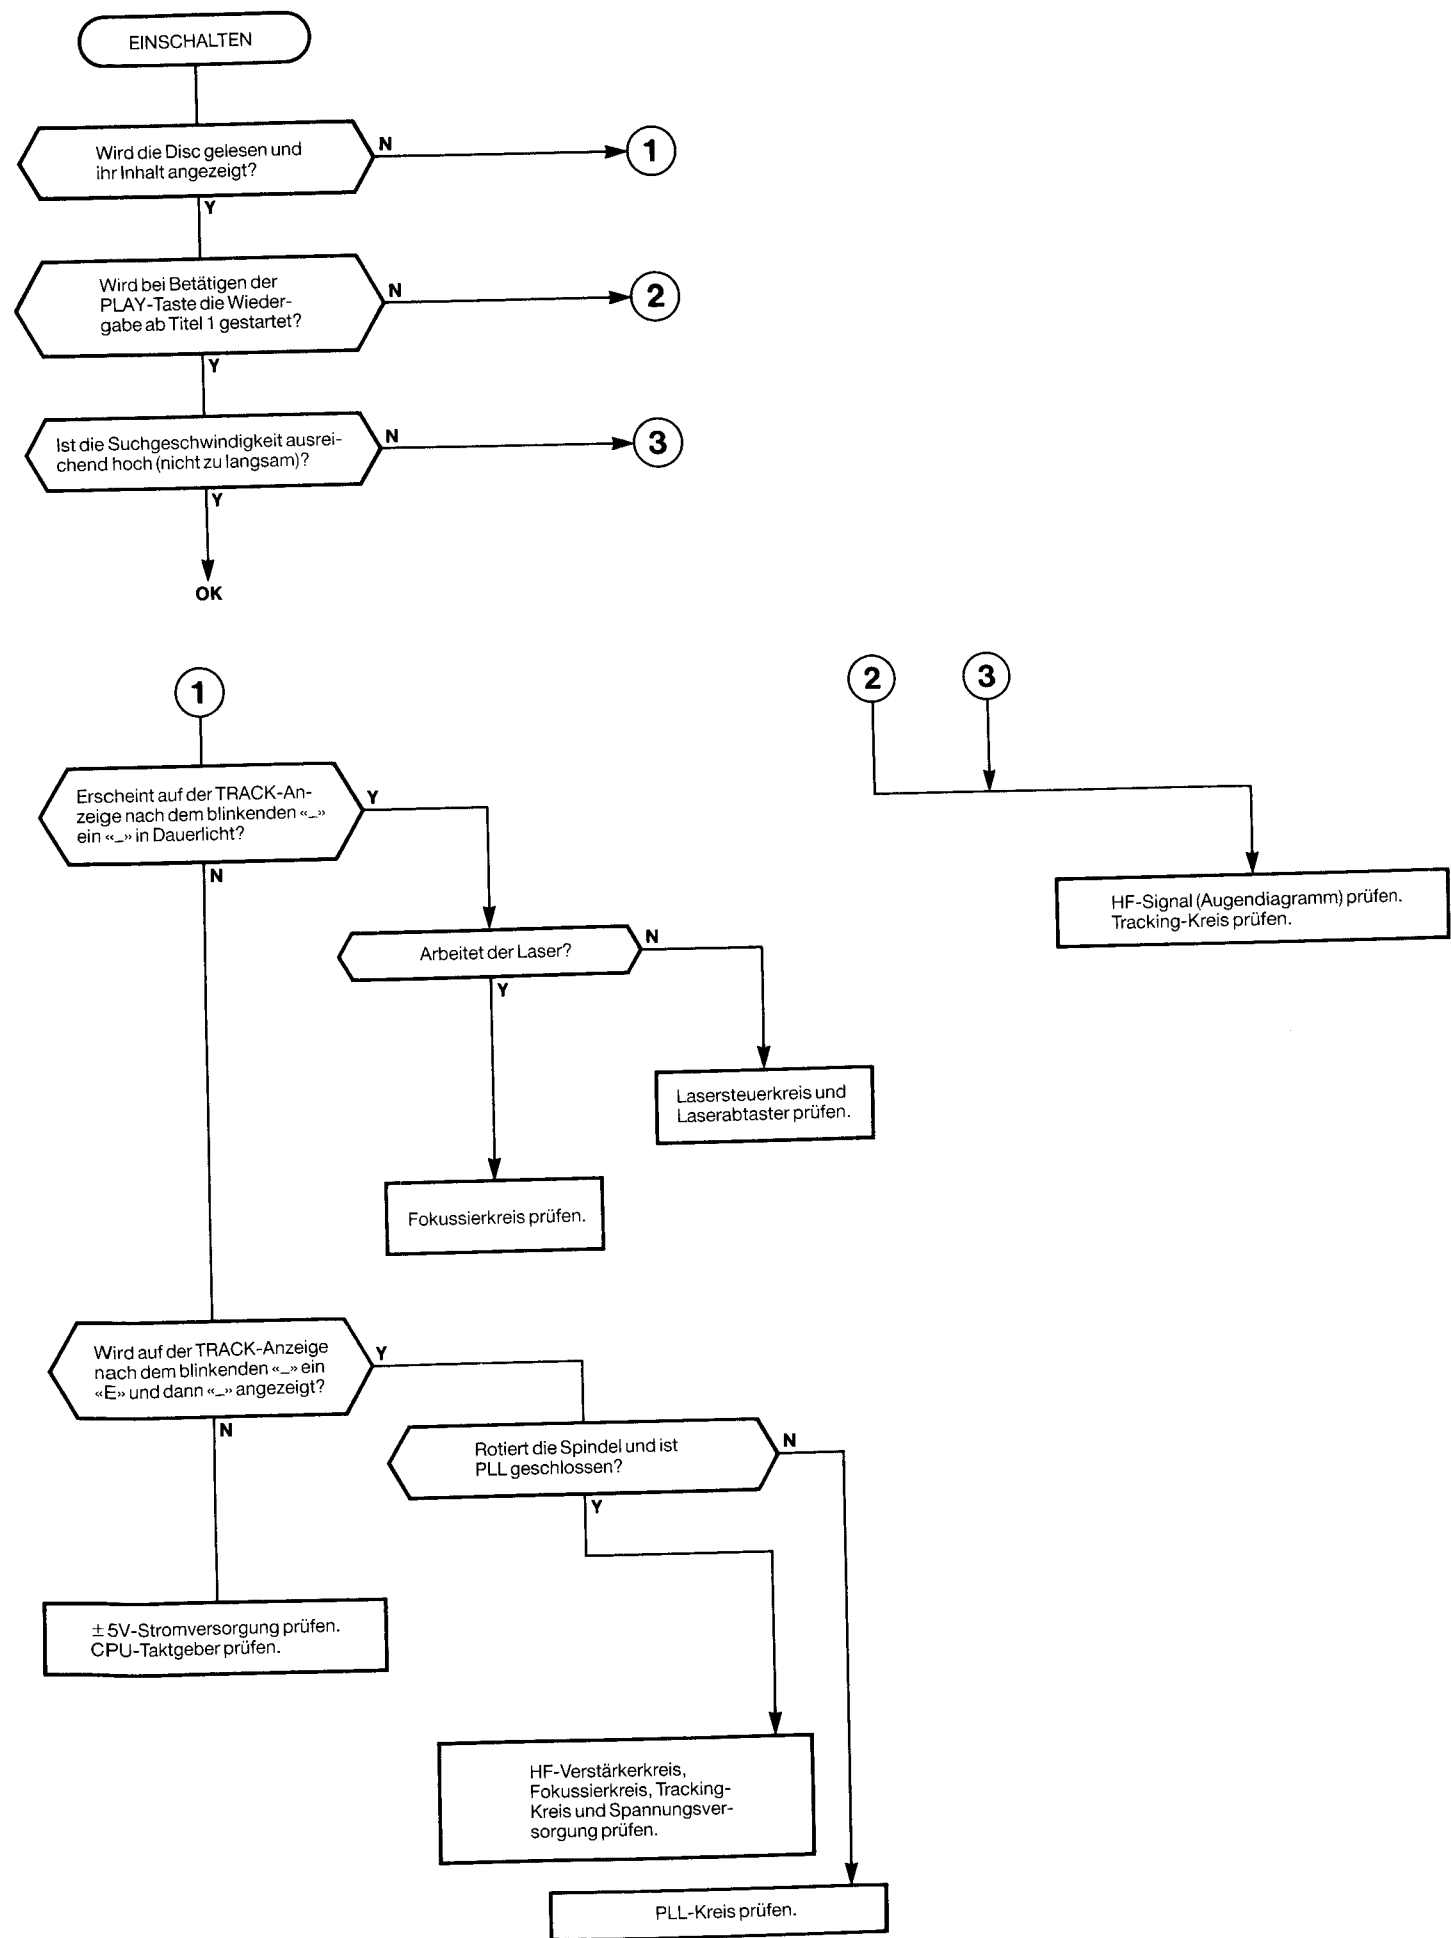 EINSCHALTEN
Wird die Disc gelesen und
ihr Inhalt angezeigt?
N
1
Y
Wird bei Betätigen der
PLAY-Taste die Wieder-
gabe ab Titel 1 gestartet?
N
2
Y
Ist die Suchgeschwindigkeit ausrei-
chend hoch (nicht zu langsam)?
N
3
Y
OK
1
2
3
Erscheint auf der TRACK-An-
zeige nach dem blinkenden «_»
ein «_» in Dauerlicht?
Y
N
HF-Signal (Augendiagramm) prüfen.
Tracking-Kreis prüfen.
Arbeitet der Laser?
N
Y
Lasersteuerkreis und
Laserabtaster prüfen.
Fokussierkreis prüfen.
Wird auf der TRACK-Anzeige
nach dem blinkenden «_» ein
«E» und dann «_» angezeigt?
Y
N
Rotiert die Spindel und ist
PLL geschlossen?
N
Y
±5V-Stromversorgung prüfen.
CPU-Taktgeber prüfen.
HF-Verstärkerkreis,
Fokussierkreis, Tracking-
Kreis und Spannungsver-
sorgung prüfen.
PLL-Kreis prüfen.